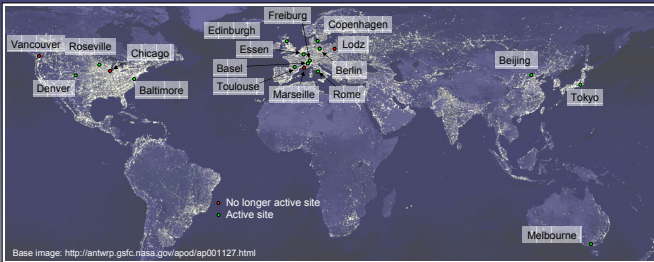 Freiburg
Edinburgh
Copenhagen
Vancouver
Roseville
Chicago
Essen
Lodz
Basel
Berlin
Beijing
Denver
Baltimore
Toulouse
Marseille
Rome
Tokyo
No longer active site
Active site
Melbourne
Base image: http://antwrp.gsfc.nasa.gov/apod/ap001127.html